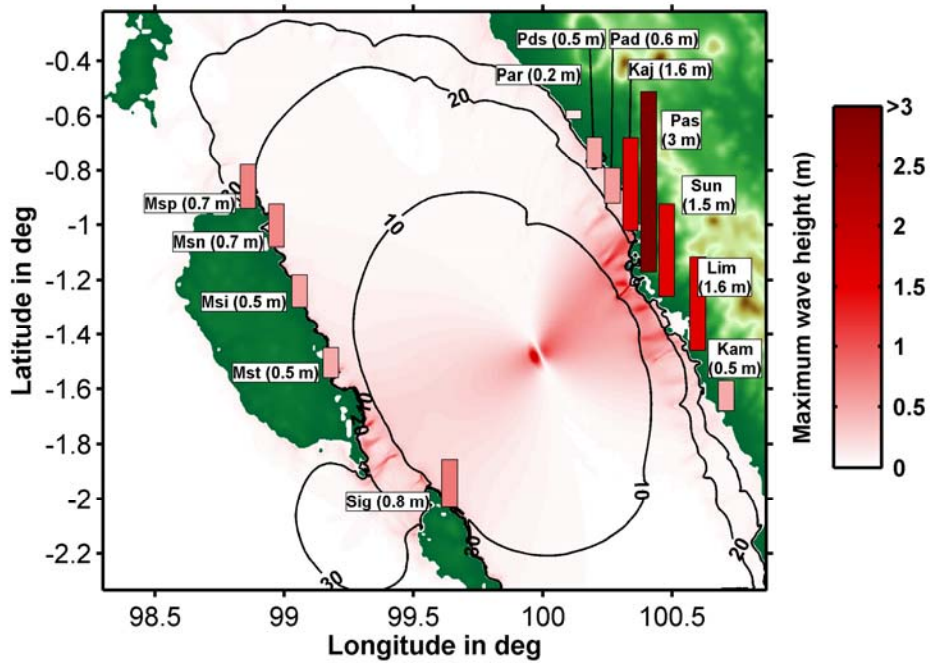 Pds (0.5 m)
Pad (0.6 m)
Par (0.2 m)
Kaj (1.6 m)
Pas
(3 m)
Sun
(1.5 m)
Lim
(1.6 m)
Kam
(0.5 m)
Msp (0.7 m)
Msn (0.7 m)
Msi (0.5 m)
Mst (0.5 m)
Sig (0.8 m)
20
10
20
10
30
30
20
-0.4
-0.6
-0.8
-1
-1.2
-1.4
-1.6
-1.8
-2
-2.2
Latitude in deg
98.5
99
99.5
100
100.5
Longitude in deg
>3
2.5
2
1.5
1
0.5
0
Maximum wave height (m)